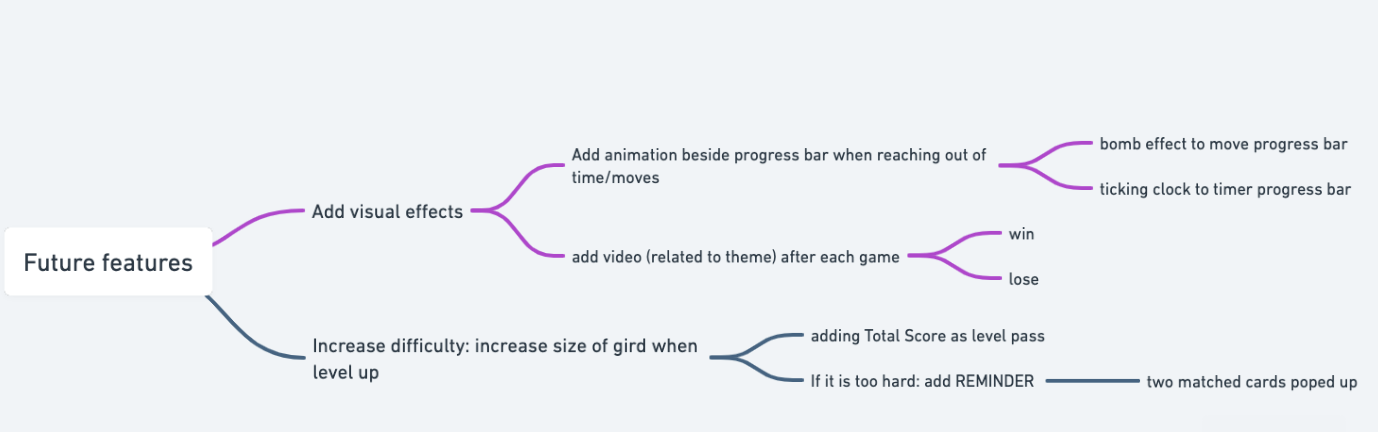 Future features
Add visual effects
Add animation beside progress bar when reaching out of
time/moves
bomb effect to move progress bar
ticking clock to timer progress bar
add video (related to theme) after each game
win
lose
Increase difficulty: increase size of gird when
level up
adding Total Score as level pass
If it is too hard: add REMINDER
two matched cards poped up